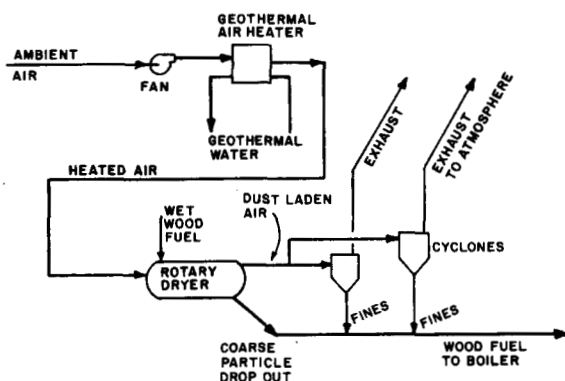 GEOTHERMAL
AIR HEATER
AMBIENT
AIR
FAN
GEOTHERMAL
WATER
HEATED AIR
EXHAUST
EXHAUST
TO ATMOSPHERE
DUST LADEN
AIR
WET
WOOD
FUEL
CYCLONES
ROTARY
DRYER
FINES
FINES
COARSE
PARTICLE
DROP OUT
WOOD FUEL
TO BOILER